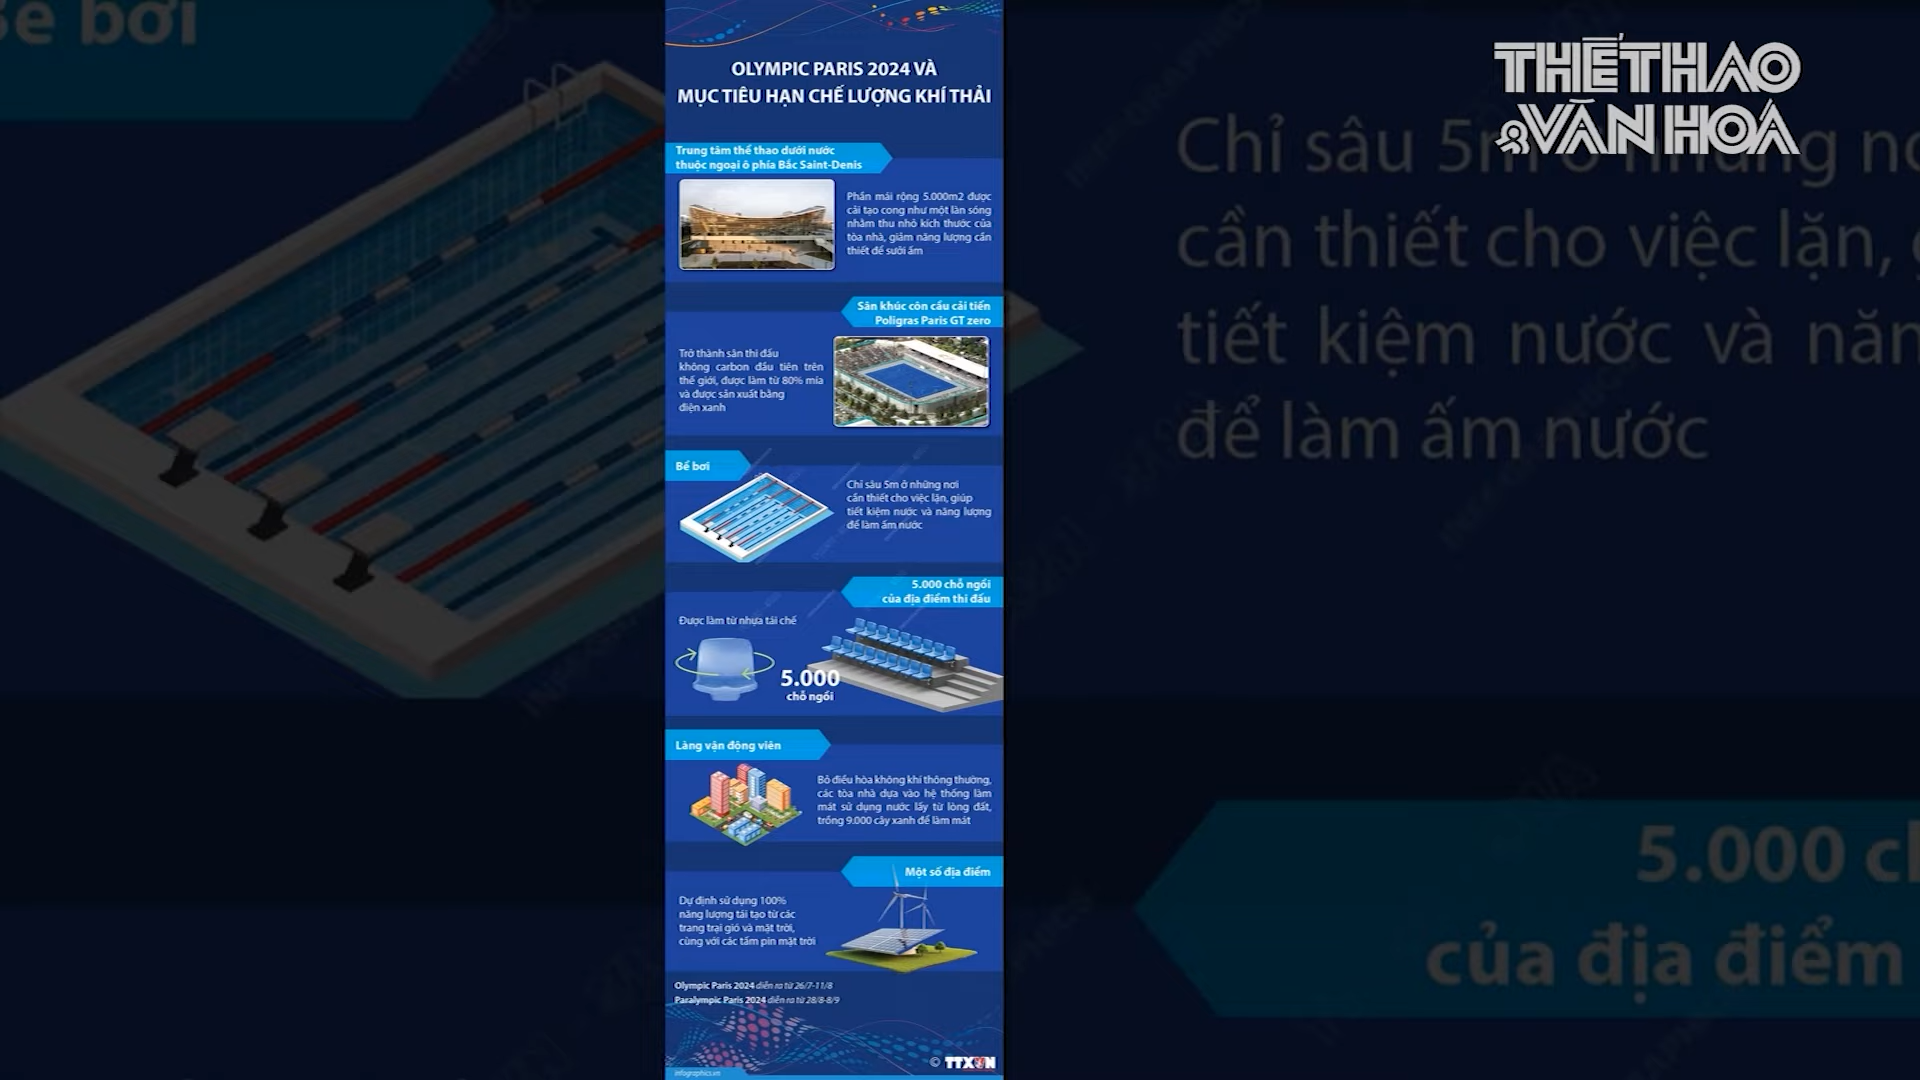 OLYMPIC PARIS 2024 VÀ
MỤC TIÊU HẠN CHẾ LƯỢNG KHÍ THẢI
Trung tâm thể thao dưới nước
thuộc ngoại ô phía Bắc Saint-Denis
Phần mái rộng 5.000m2 được
cải tạo cong như một làn sóng
nhằm thu nhỏ kích thước của
tòa nhà, giảm năng lượng cần
thiết để sưởi ấm
Sân khúc côn cầu cải tiến
Poligras Paris GT zero
Trở thành sân thi đấu
không carbon đầu tiên trên
thế giới, được làm từ 80% mía
và được sản xuất bằng
điện xanh
Bể bơi
Chỉ sâu 5m ở những nơi
cần thiết cho việc lặn, giúp
tiết kiệm nước và năng lượng
để làm ấm nước
5.000 chỗ ngồi
của địa điểm thi đấu
Được làm từ nhựa tái chế
5.000
chỗ ngồi
Làng vận động viên
Bỏ điều hòa không khí thông thường,
các tòa nhà dựa vào hệ thống làm
mát sử dụng nước lấy từ lòng đất,
trồng 9.000 cây xanh để làm mát
Một số địa điểm
Dự định sử dụng 100%
năng lượng tái tạo từ các
trang trại gió và mặt trời,
cùng với các tấm pin mặt trời
Olympic Paris 2024 diễn ra từ 26/7-11/8
Paralympic Paris 2024 diễn ra từ 28/8-8/9
© TTXVN
infographics.vn
THỂ THAO
& VĂN HOÁ
bơi
Chỉ sâu 5m ở những
cần thiết cho việc lặn,
tiết kiệm nước và
để làm ấm nước
5.000
của địa điểm